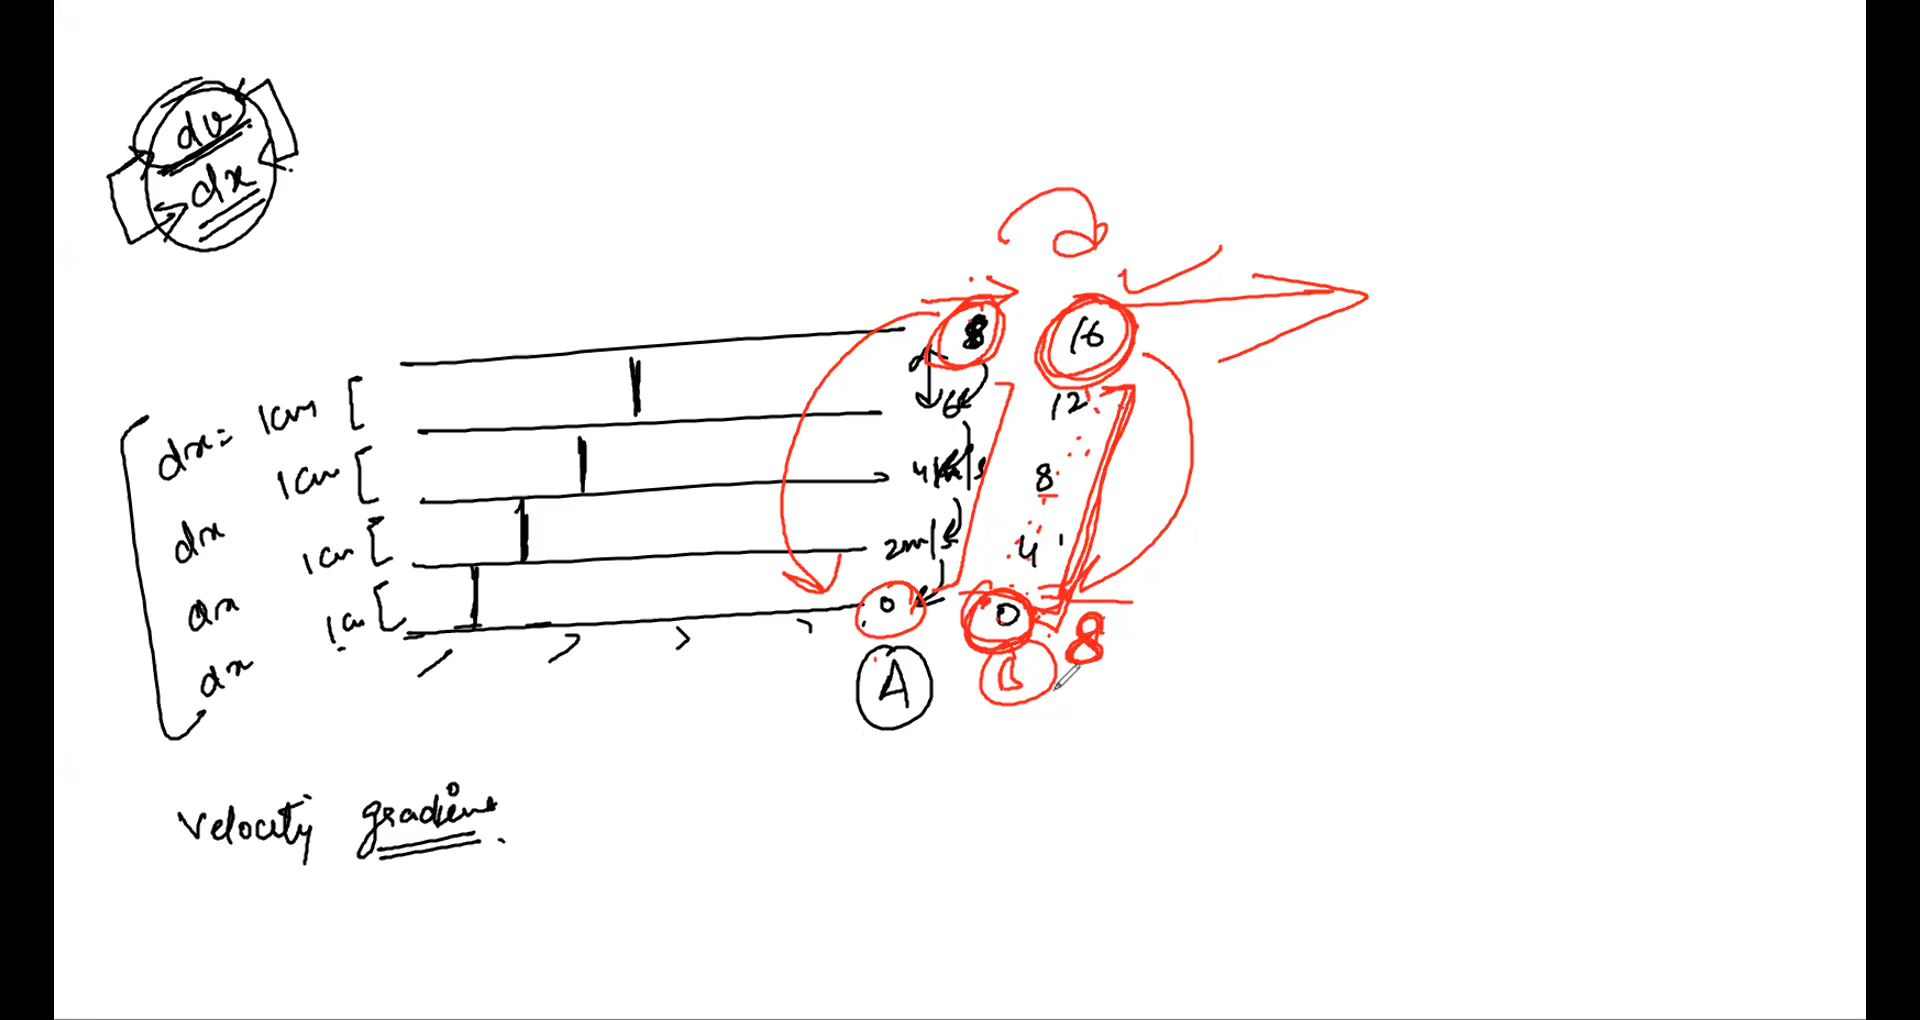 dv
dx
8 16
dx = 1cm [ 6 12
1cm [ 4m/s 8
dx 1cm [ 2m/s 4
dx 1cm [ 0 0
8
dx A L
Velocity gradient.